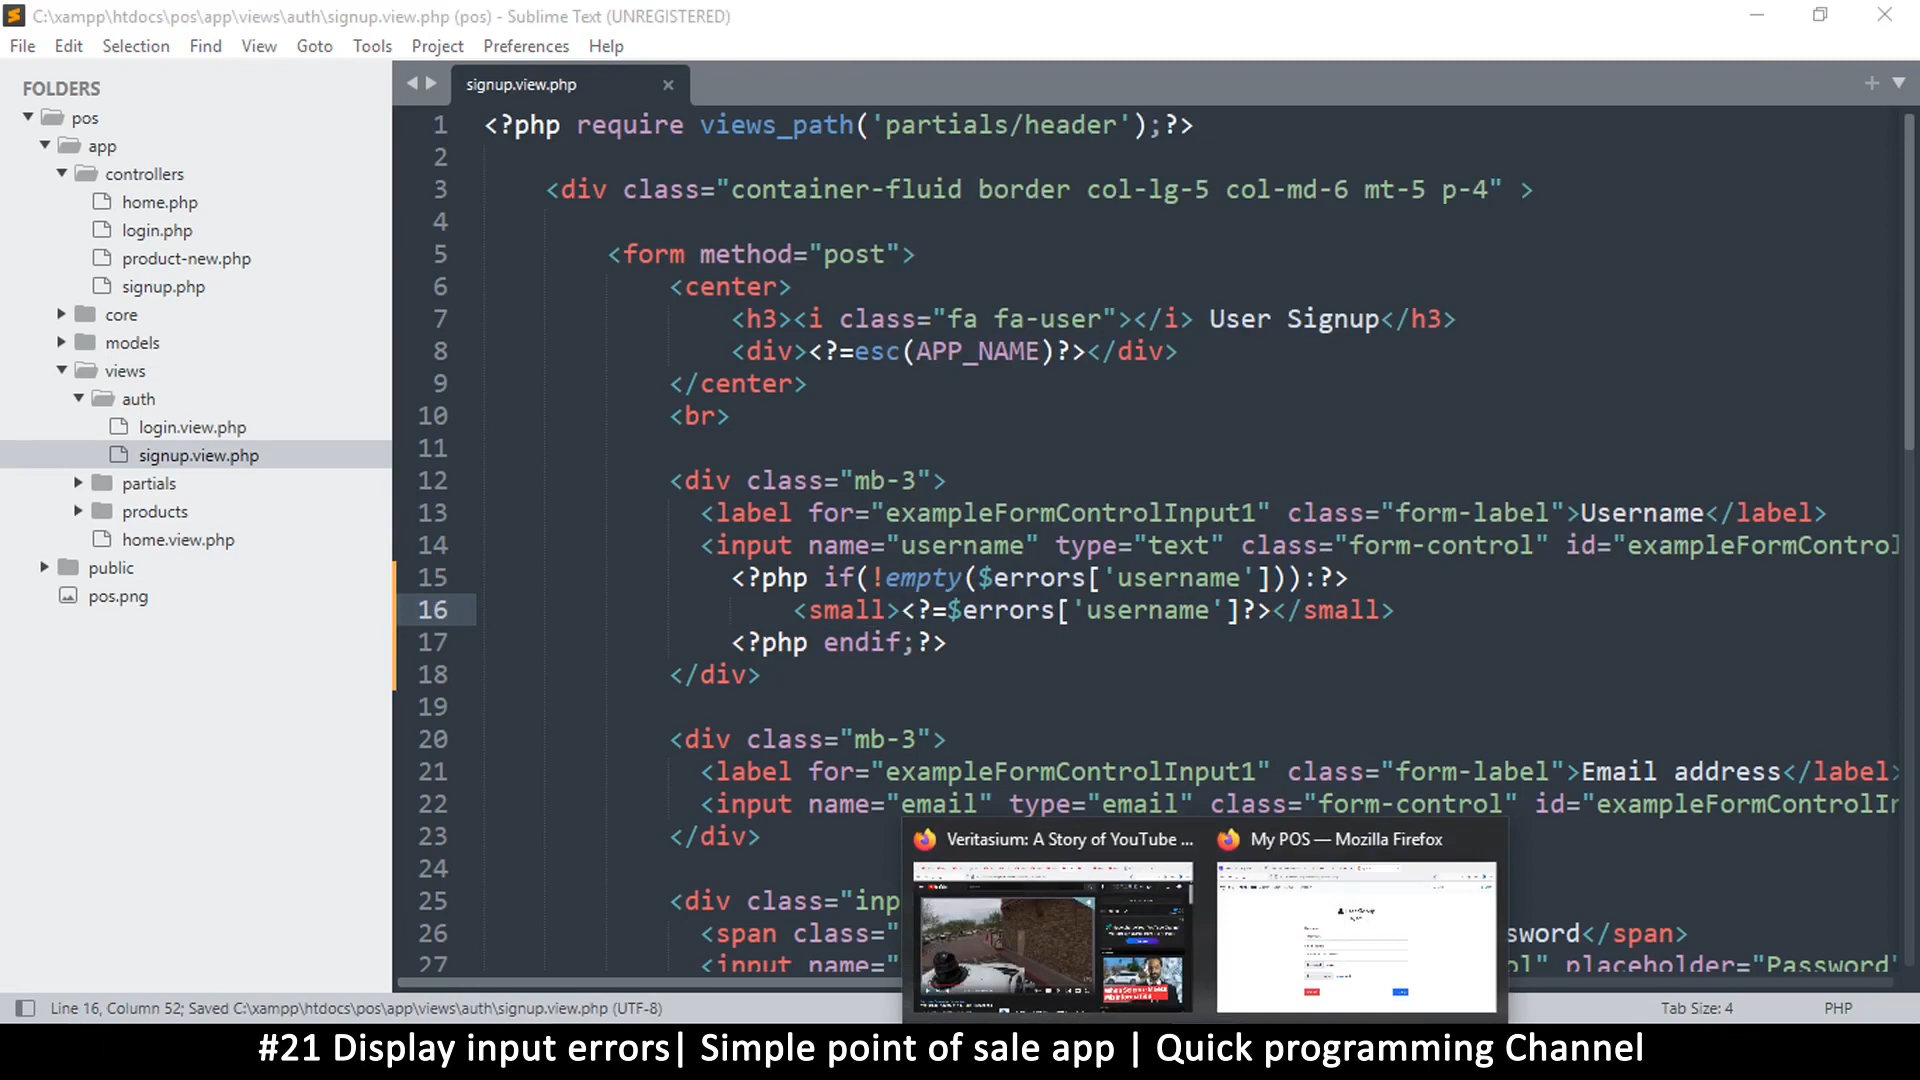 C:\xampp\htdocs\pos\app\views\auth\signup.view.php (pos) - Sublime Text (UNREGISTERED)
File Edit Selection Find View Goto Tools Project Preferences Help
FOLDERS
pos
app
controllers
home.php
login.php
product-new.php
signup.php
core
models
views
auth
login.view.php
signup.view.php
partials
products
home.view.php
public
pos.png
signup.view.php
1 <?php require views_path('partials/header');?>
2
3 <div class="container-fluid border col-lg-5 col-md-6 mt-5 p-4" >
4
5 <form method="post">
6 <center>
7 <h3><i class="fa fa-user"></i> User Signup</h3>
8 <div><?=esc(APP_NAME)?></div>
9 </center>
10 <br>
11
12 <div class="mb-3">
13 <label for="exampleFormControlInput1" class="form-label">Username</label>
14 <input name="username" type="text" class="form-control" id="exampleFormControl
15 <?php if(!empty($errors['username'])):?>
16 <small><?=$errors['username']?></small>
17 <?php endif;?>
18 </div>
19
20 <div class="mb-3">
21 <label for="exampleFormControlInput1" class="form-label">Email address</label>
22 <input name="email" type="email" class="form-control" id="exampleFormControlIn
23 </div>
24
25 <div class="inp
26 <span class=" sword</span>
27 <input name=" ol" placeholder="Password"
Veritasium: A Story of YouTube ...
My POS — Mozilla Firefox
Line 16, Column 52; Saved C:\xampp\htdocs\pos\app\views\auth\signup.view.php (UTF-8)
Tab Size: 4
PHP
#21 Display input errors| Simple point of sale app | Quick programming Channel